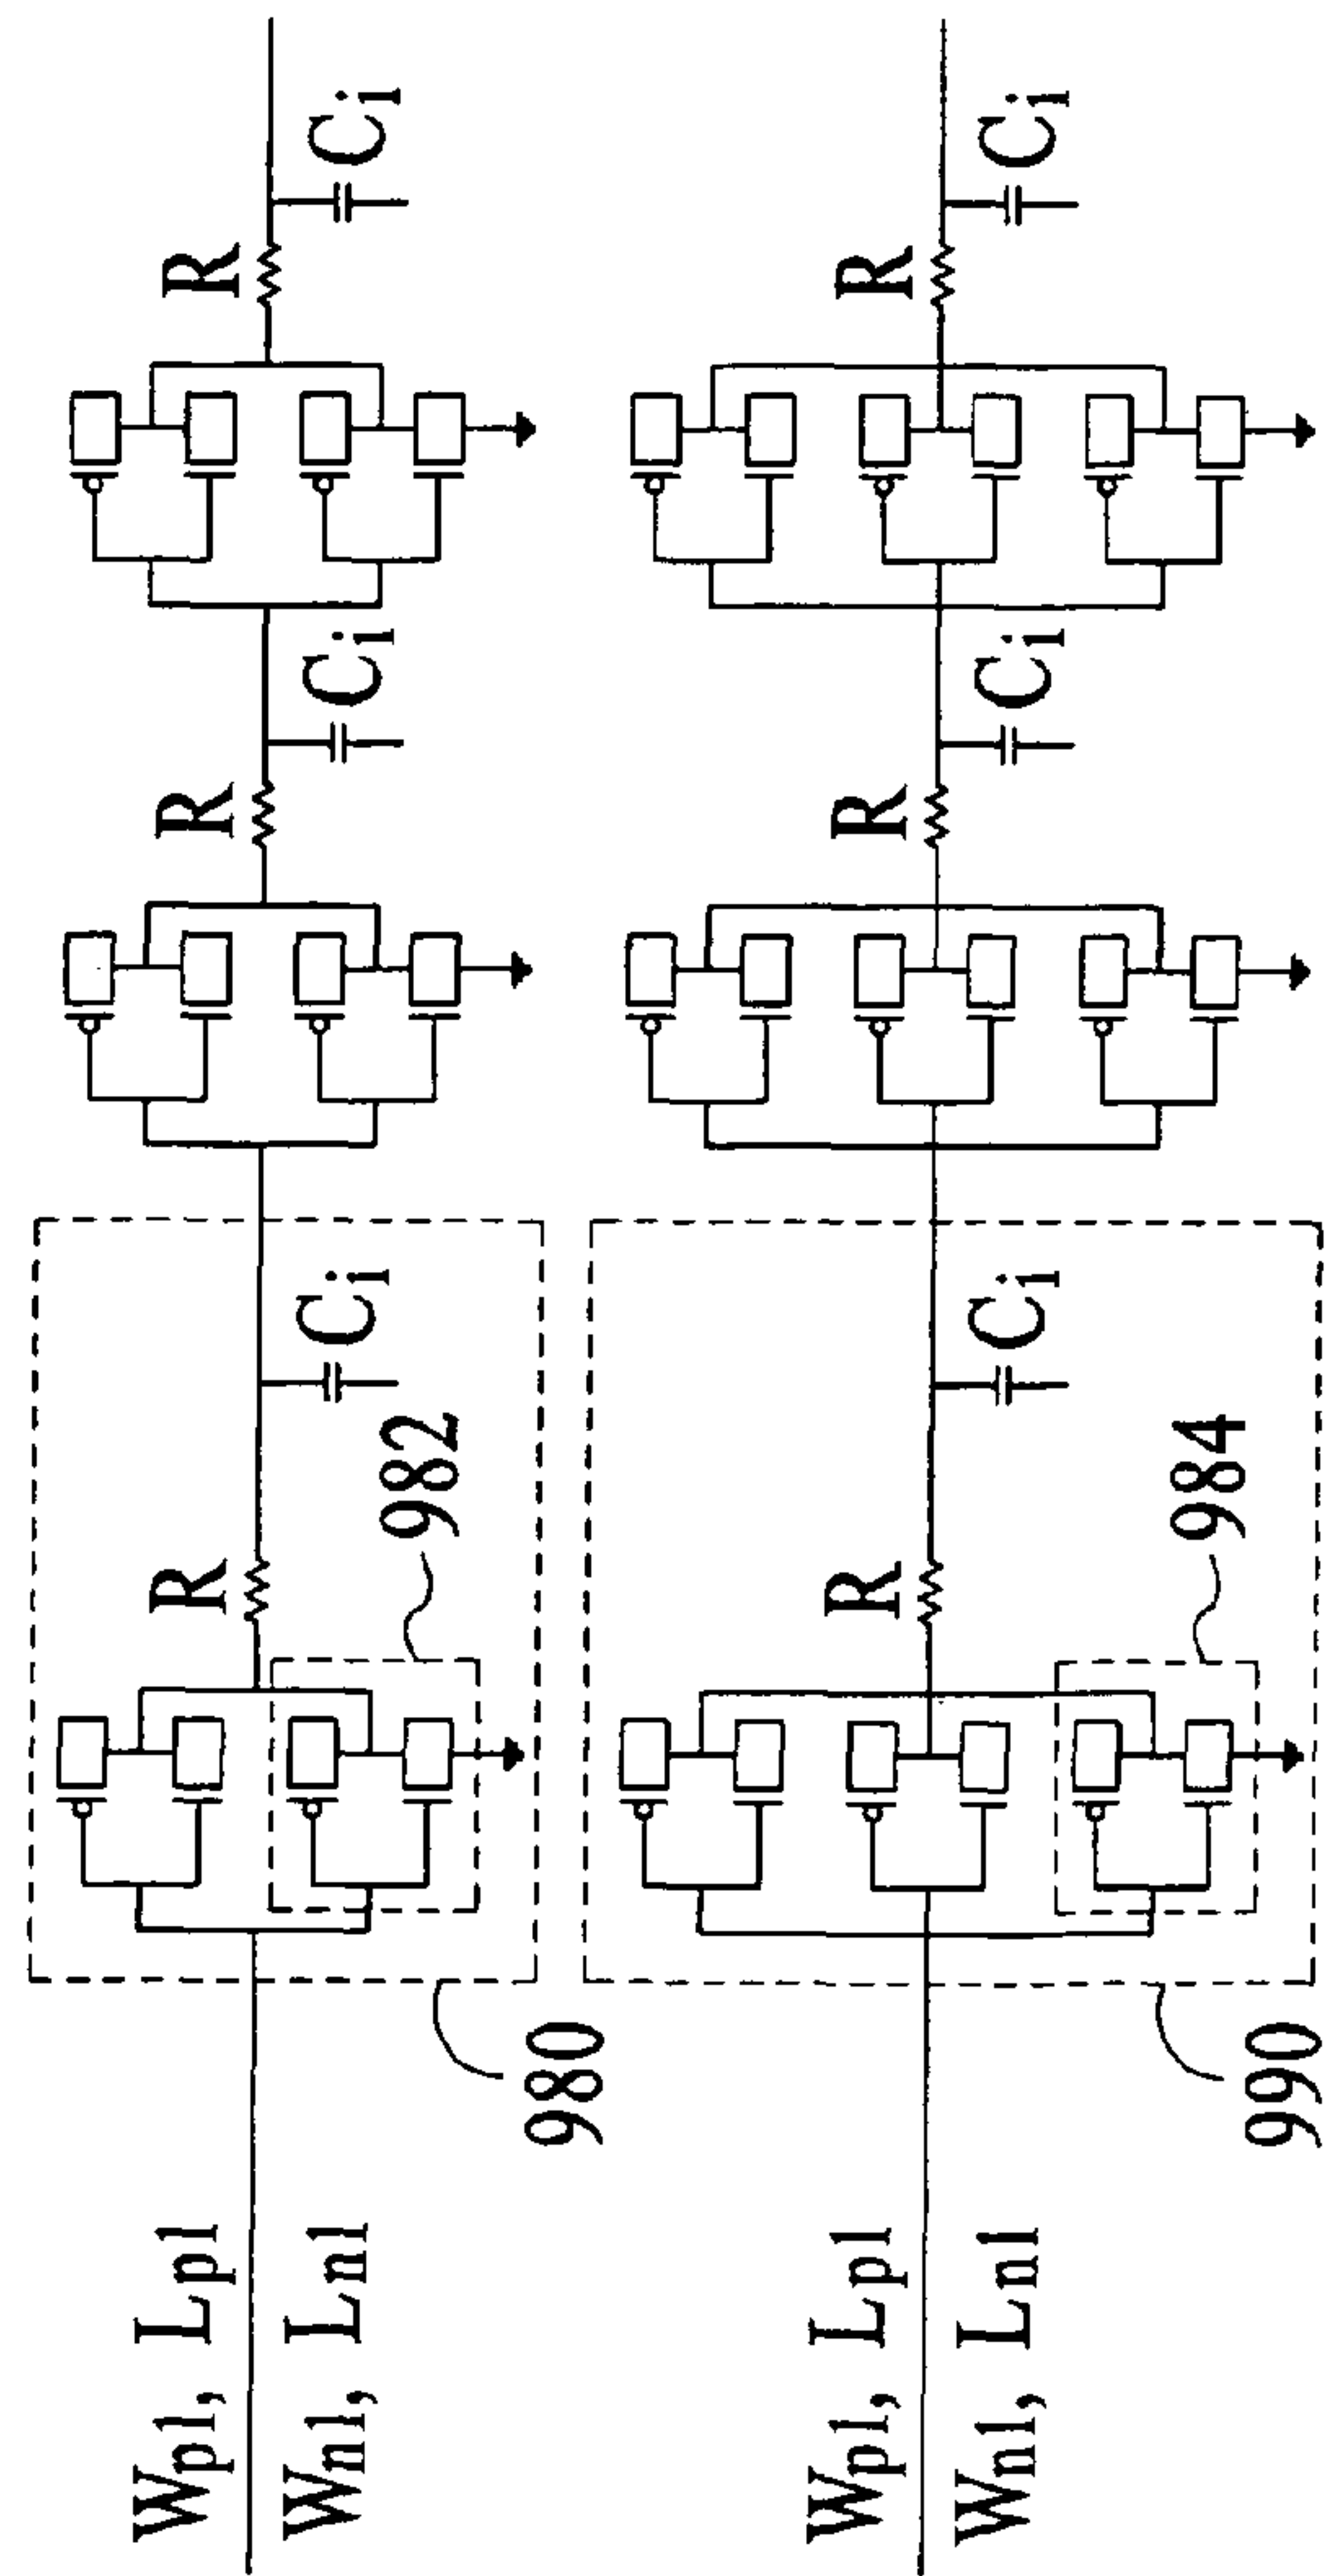 Wp1, Lp1
Wn1, Ln1
980
R
982
Ci
R
Ci
R
Ci
Wp1, Lp1
Wn1, Ln1
990
R
984
Ci
R
Ci
R
Ci